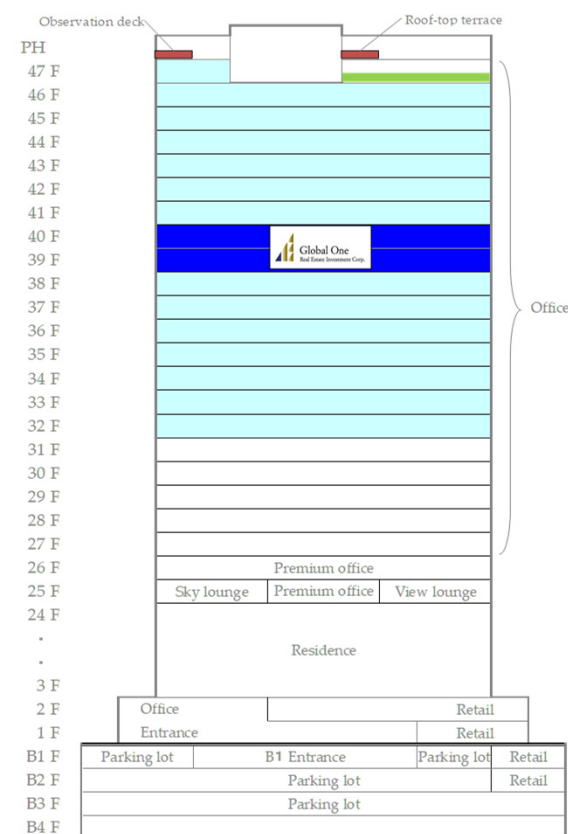 Observation deck
Roof-top terrace
PH
47 F
46 F
45 F
44 F
43 F
42 F
41 F
40 F
Global One
Real Estate Investment Corp.
39 F
38 F
37 F
Office
36 F
35 F
34 F
33 F
32 F
31 F
30 F
29 F
28 F
27 F
26 F Premium office
25 F Sky lounge Premium office View lounge
24 F
Residence
3 F
2 F Office Retail
1 F Entrance Retail
B1 F Parking lot B1 Entrance Parking lot Retail
B2 F Parking lot Retail
B3 F Parking lot
B4 F